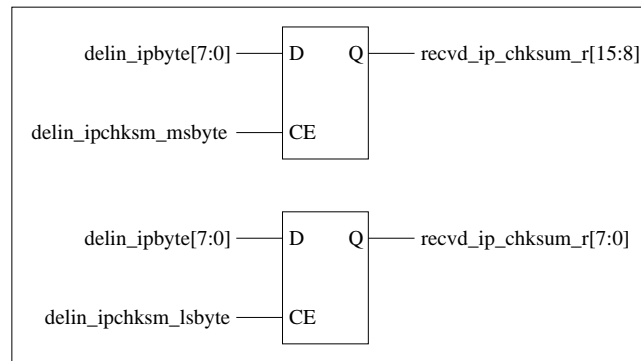 delin_ipbyte[7:0] D Q recvd_ip_chksum_r[15:8]
delin_ipchksm_msbyte CE
delin_ipbyte[7:0] D Q recvd_ip_chksum_r[7:0]
delin_ipchksm_lsbyte CE